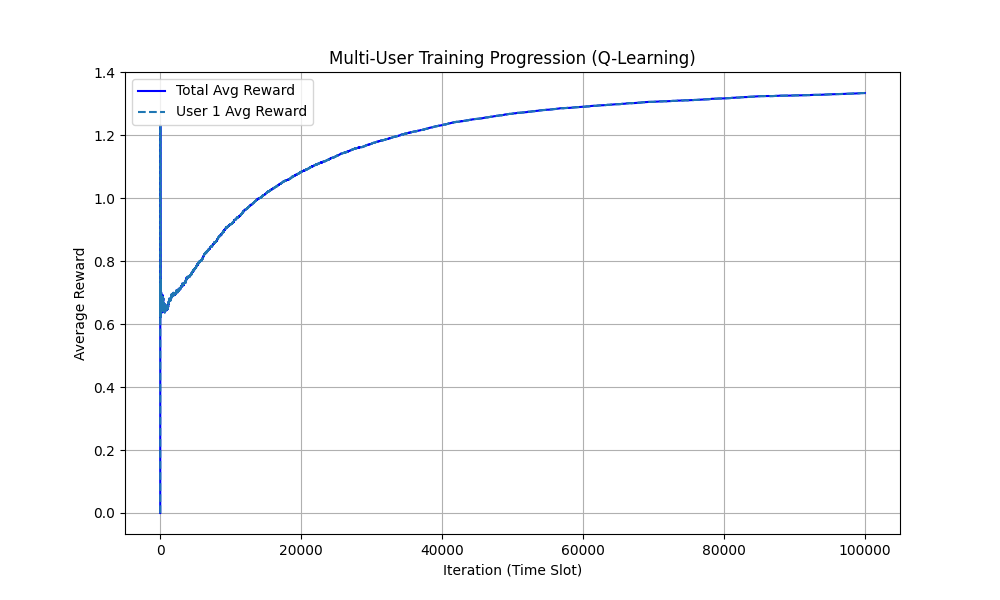 Multi-User Training Progression (Q-Learning)
Total Avg Reward
User 1 Avg Reward
Average Reward
1.4
1.2
1.0
0.8
0.6
0.4
0.2
0.0
0 20000 40000 60000 80000 100000
Iteration (Time Slot)